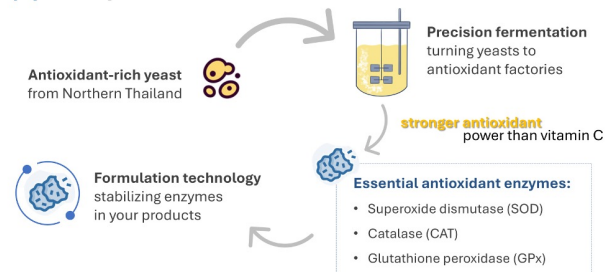 Antioxidant-rich yeast
from Northern Thailand
Precision fermentation
turning yeasts to
antioxidant factories
stronger antioxidant
power than vitamin C
Essential antioxidant enzymes:
• Superoxide dismutase (SOD)
• Catalase (CAT)
• Glutathione peroxidase (GPx)
Formulation technology
stabilizing enzymes
in your products